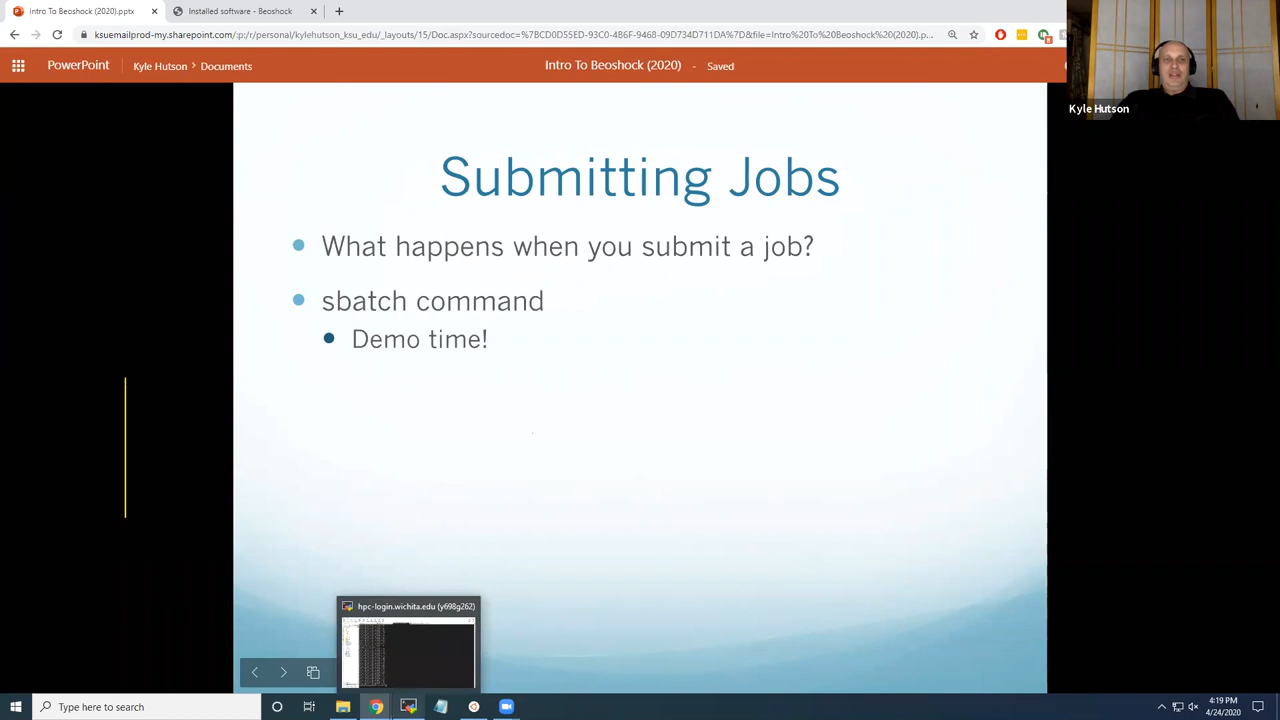 Intro To Beoshock (2020).pptx
Installed software - Beoshock
ksuemailprod-my.sharepoint.com/:p:/r/personal/kylehutson_ksu_edu/_layouts/15/Doc.aspx?sourcedoc=%7BCD0D55ED-93C0-4B6F-9468-09D734D711DA%7D&file=Intro%20To%20Beoshock%20(2020).p...
PowerPoint
Kyle Hutson > Documents
Intro To Beoshock (2020) - Saved
Kyle Hutson
Submitting Jobs
What happens when you submit a job?
sbatch command
Demo time!
hpc-login.wichita.edu (y698g262)
Type here to search
4:19 PM
4/24/2020